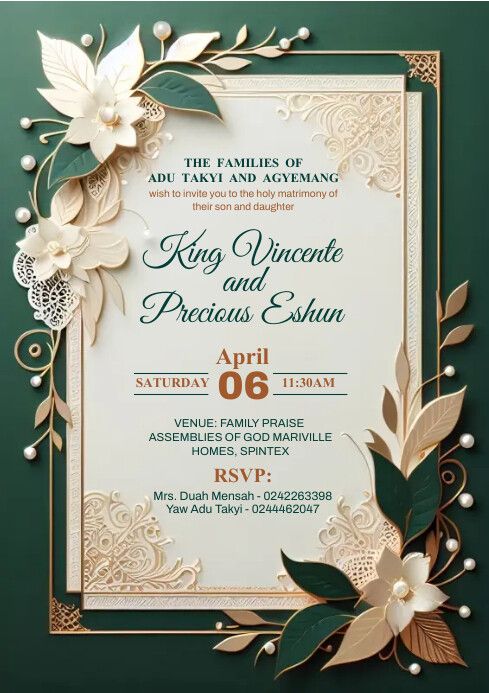 THE FAMILIES OF
ADU TAKYI AND AGYEMANG
wish to invite you to the holy matrimony of
their son and daughter
King Vincente
and
Precious Eshun
April
SATURDAY 06 11:30AM
VENUE: FAMILY PRAISE
ASSEMBLIES OF GOD MARIVILLE
HOMES, SPINTEX
RSVP:
Mrs. Duah Mensah - 0242263398
Yaw Adu Takyi - 0244462047